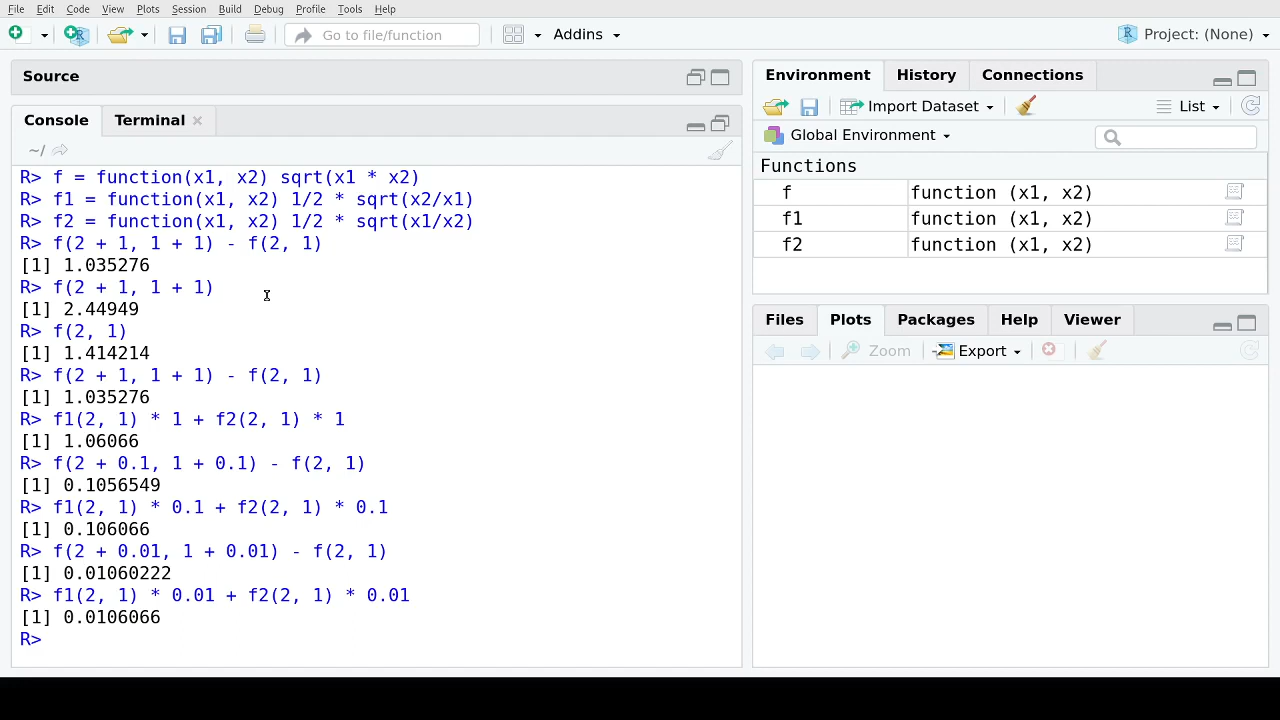 File Edit Code View Plots Session Build Debug Profile Tools Help
Go to file/function
Addins
Project: (None)
Source
Console Terminal
~/
R> f = function(x1, x2) sqrt(x1 * x2)
R> f1 = function(x1, x2) 1/2 * sqrt(x2/x1)
R> f2 = function(x1, x2) 1/2 * sqrt(x1/x2)
R> f(2 + 1, 1 + 1) - f(2, 1)
[1] 1.035276
R> f(2 + 1, 1 + 1)
[1] 2.44949
R> f(2, 1)
[1] 1.414214
R> f(2 + 1, 1 + 1) - f(2, 1)
[1] 1.035276
R> f1(2, 1) * 1 + f2(2, 1) * 1
[1] 1.06066
R> f(2 + 0.1, 1 + 0.1) - f(2, 1)
[1] 0.1056549
R> f1(2, 1) * 0.1 + f2(2, 1) * 0.1
[1] 0.106066
R> f(2 + 0.01, 1 + 0.01) - f(2, 1)
[1] 0.01060222
R> f1(2, 1) * 0.01 + f2(2, 1) * 0.01
[1] 0.0106066
R>
Environment History Connections
Import Dataset List
Global Environment
Functions
f function (x1, x2)
f1 function (x1, x2)
f2 function (x1, x2)
Files Plots Packages Help Viewer
Zoom Export